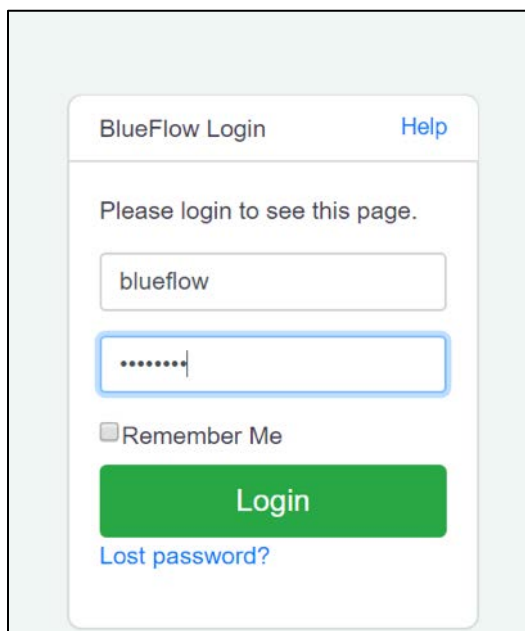 BlueFlow Login Help
Please login to see this page.
blueflow
••••••••
Remember Me
Login
Lost password?